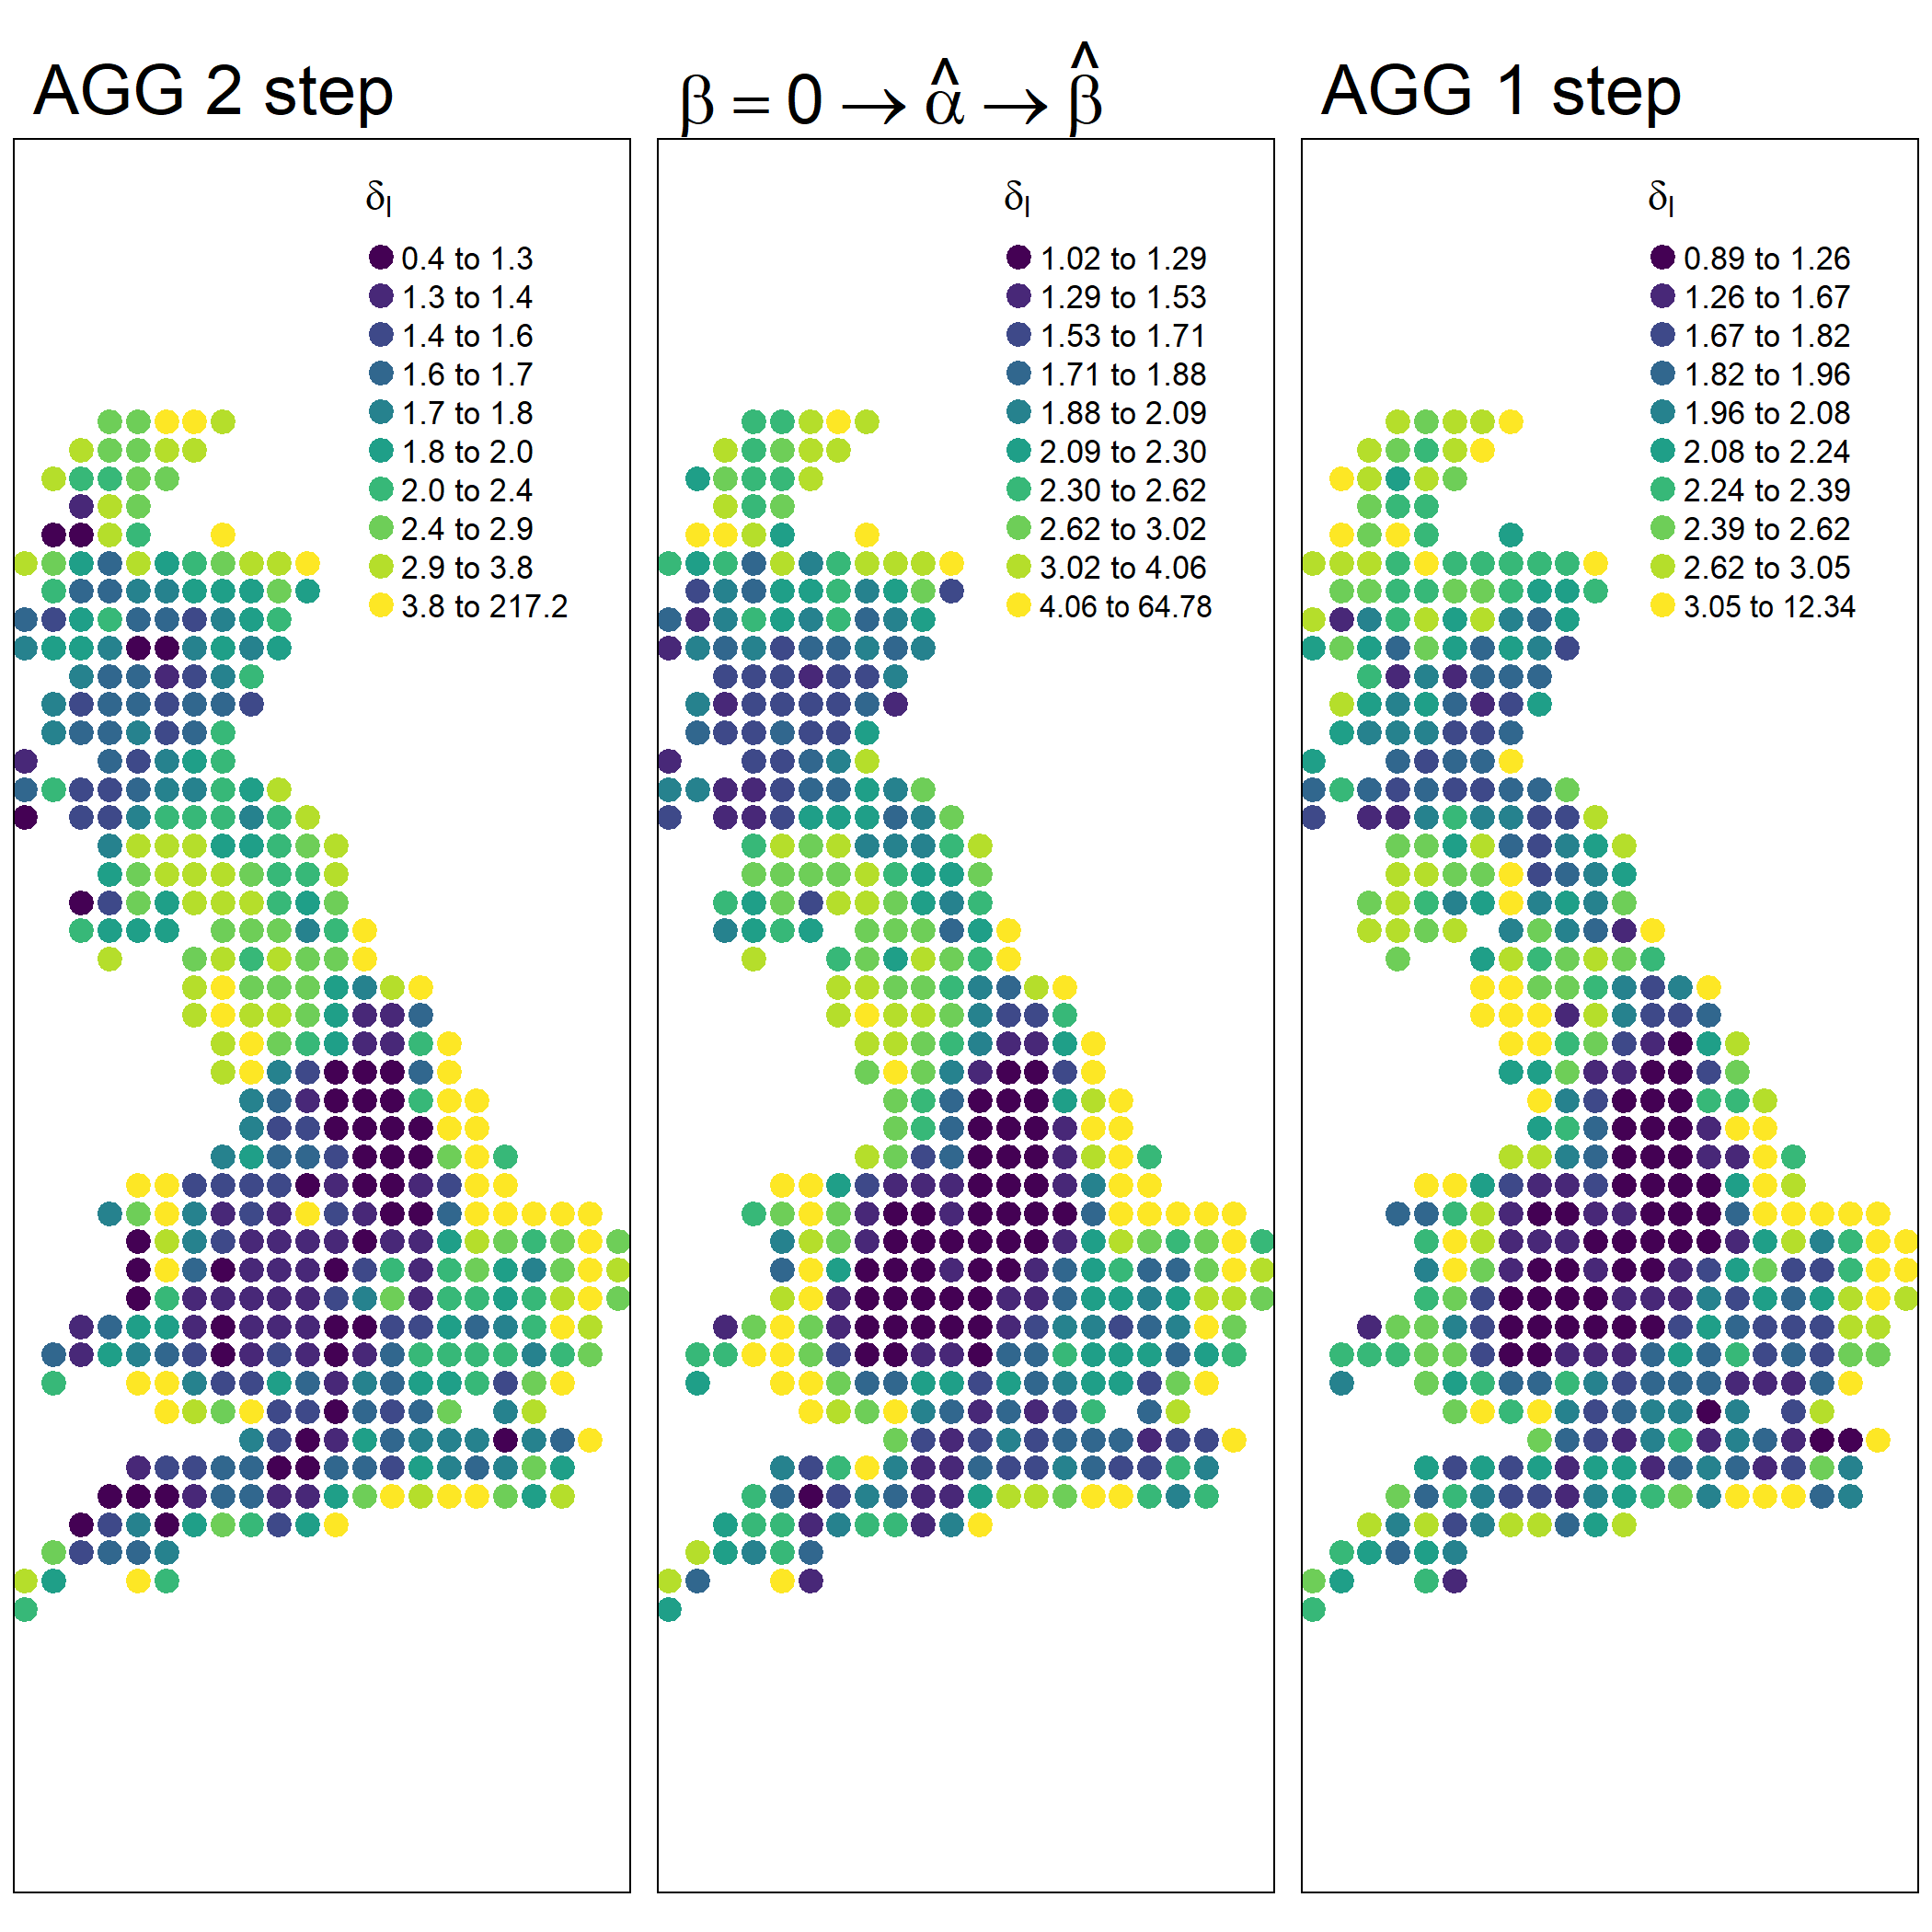 AGG 2 step
β = 0 → α̂ → β̂
AGG 1 step
δl
0.4 to 1.3
1.3 to 1.4
1.4 to 1.6
1.6 to 1.7
1.7 to 1.8
1.8 to 2.0
2.0 to 2.4
2.4 to 2.9
2.9 to 3.8
3.8 to 217.2
δl
1.02 to 1.29
1.29 to 1.53
1.53 to 1.71
1.71 to 1.88
1.88 to 2.09
2.09 to 2.30
2.30 to 2.62
2.62 to 3.02
3.02 to 4.06
4.06 to 64.78
δl
0.89 to 1.26
1.26 to 1.67
1.67 to 1.82
1.82 to 1.96
1.96 to 2.08
2.08 to 2.24
2.24 to 2.39
2.39 to 2.62
2.62 to 3.05
3.05 to 12.34